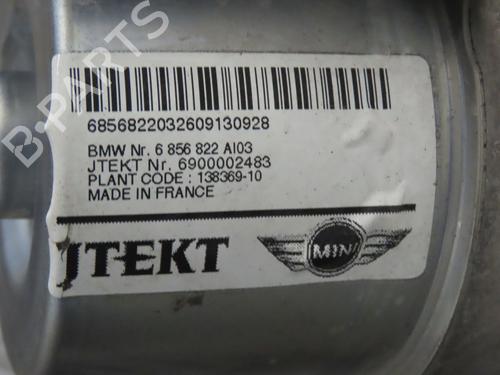 B-PARTS
6856822032609130928
BMW Nr. 6 856 822 AI03
JTEKT Nr. 6900002483
PLANT CODE : 138369-10
MADE IN FRANCE
JTEKT
MINI